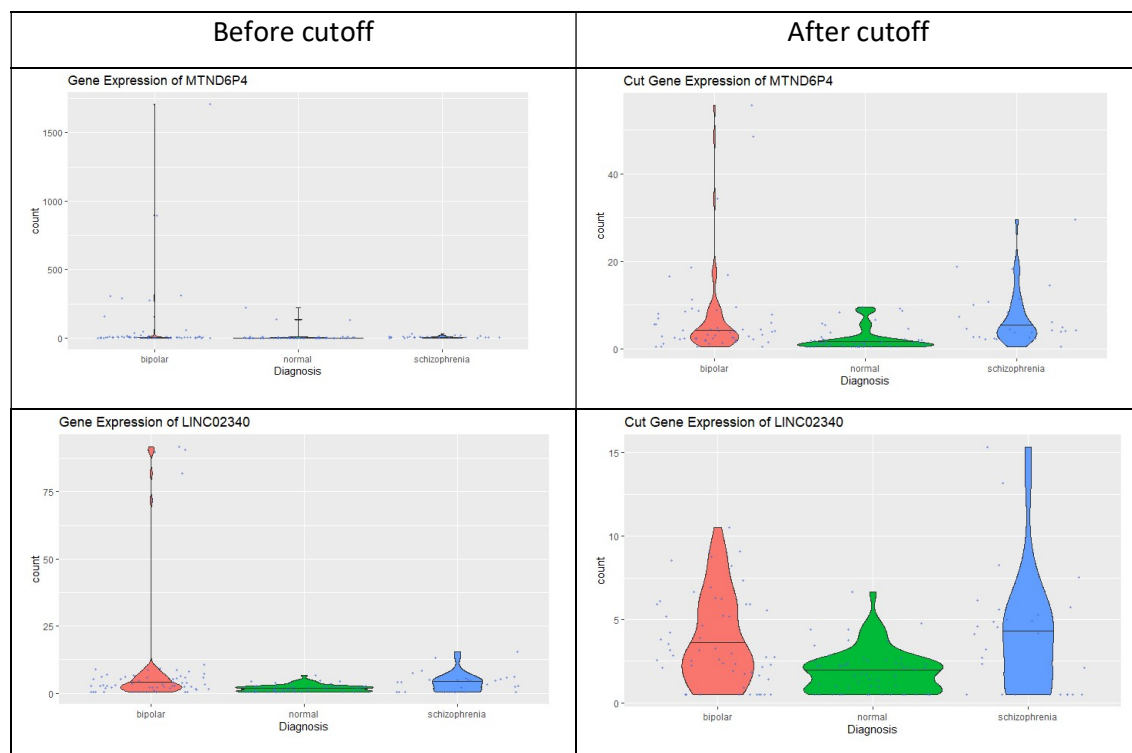 Before cutoff
After cutoff
Gene Expression of MTND6P4
1500
1000
500
0
count
bipolar
normal
schizophrenia
Diagnosis
Cut Gene Expression of MTND6P4
40
20
0
count
bipolar
normal
schizophrenia
Diagnosis
Gene Expression of LINC02340
75
50
25
0
count
bipolar
normal
schizophrenia
Diagnosis
Cut Gene Expression of LINC02340
15
10
5
0
count
bipolar
normal
schizophrenia
Diagnosis